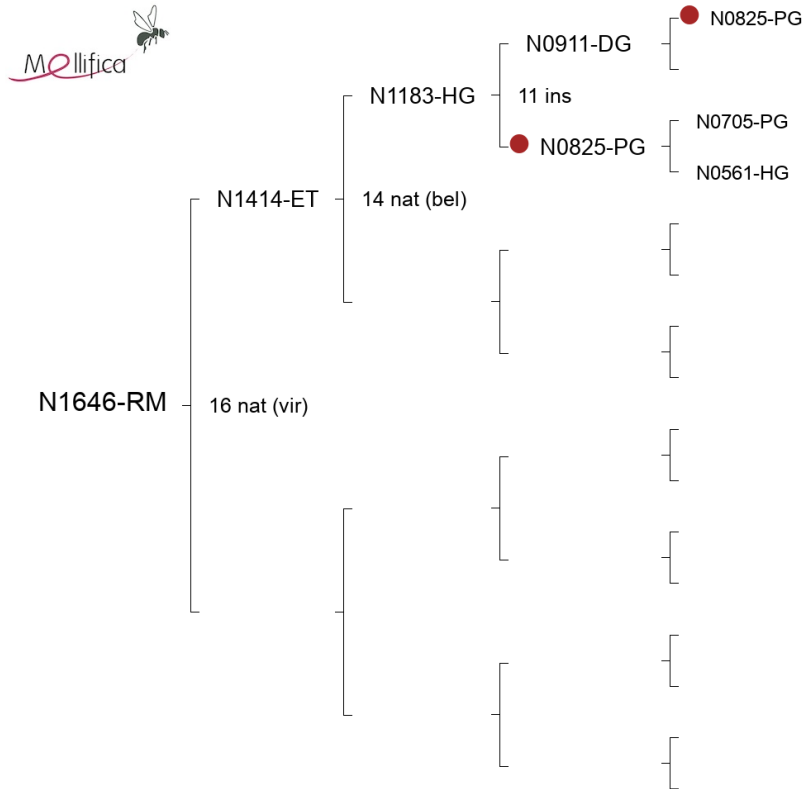 Mellifica
N0825-PG
N0911-DG
N1183-HG
11 ins
N0705-PG
N0825-PG
N0561-HG
N1414-ET
14 nat (bel)
N1646-RM
16 nat (vir)